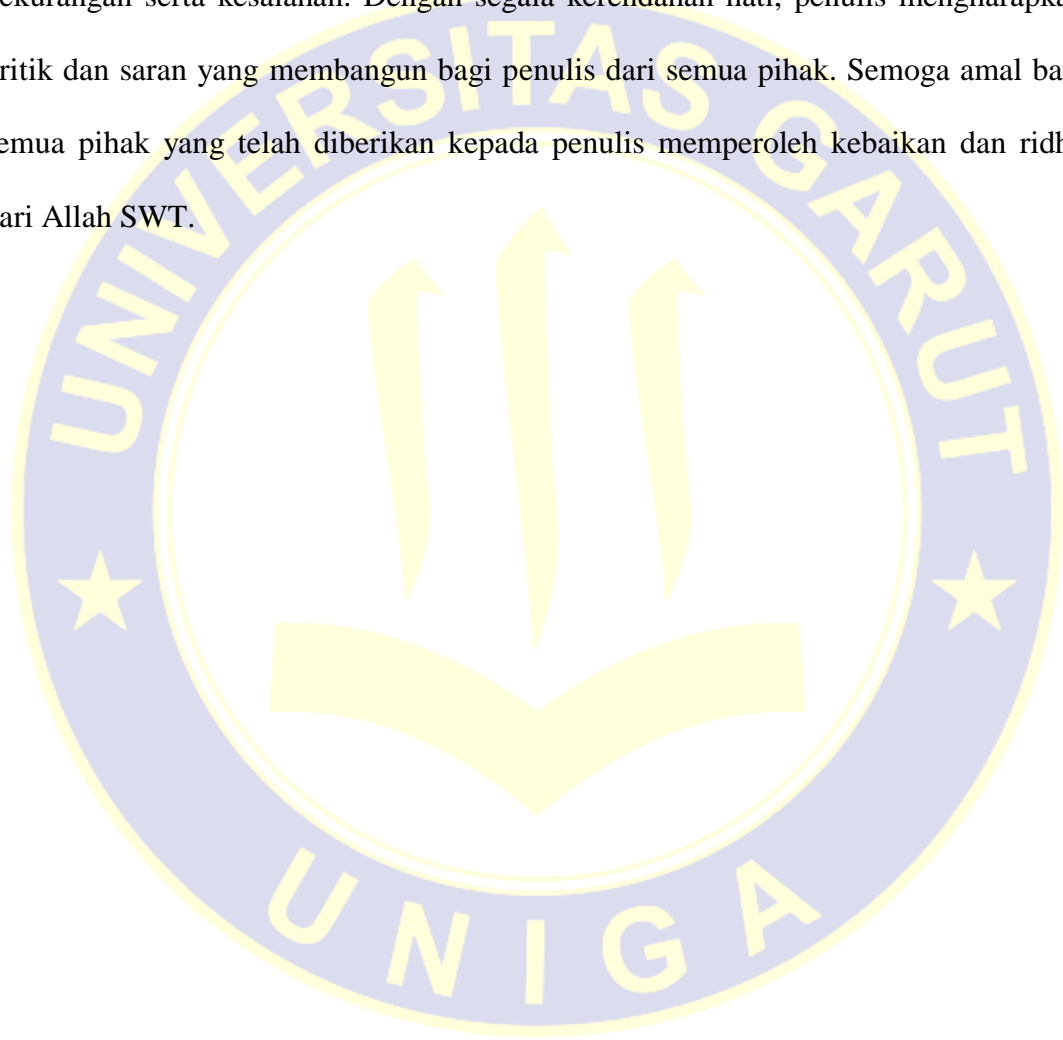 ekurangan serta kesalahan. Dengan segala kerendahan hati, penulis mengharapka
ritik dan saran yang membangun bagi penulis dari semua pihak. Semoga amal ba
emua pihak yang telah diberikan kepada penulis memperoleh kebaikan dan ridh
ari Allah SWT.
UNIVERSITAS GARUT
UNIGA